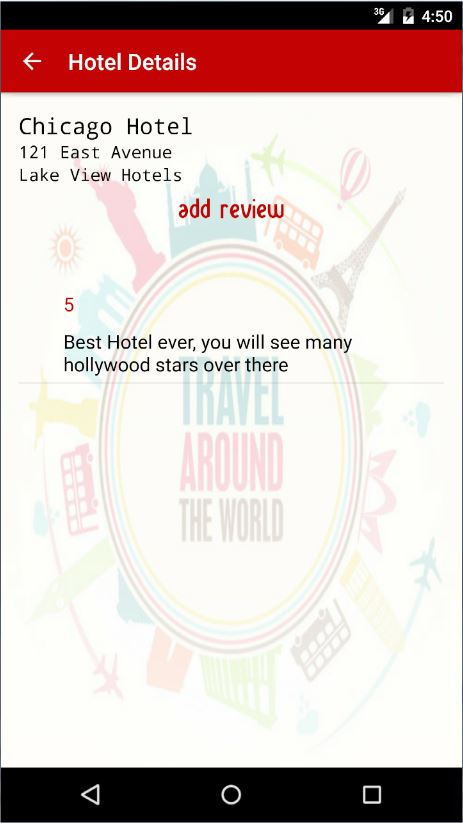 3G 4:50
Hotel Details
Chicago Hotel
121 East Avenue
Lake View Hotels
add review
5
Best Hotel ever, you will see many
hollywood stars over there
TRAVEL
AROUND
THE WORLD